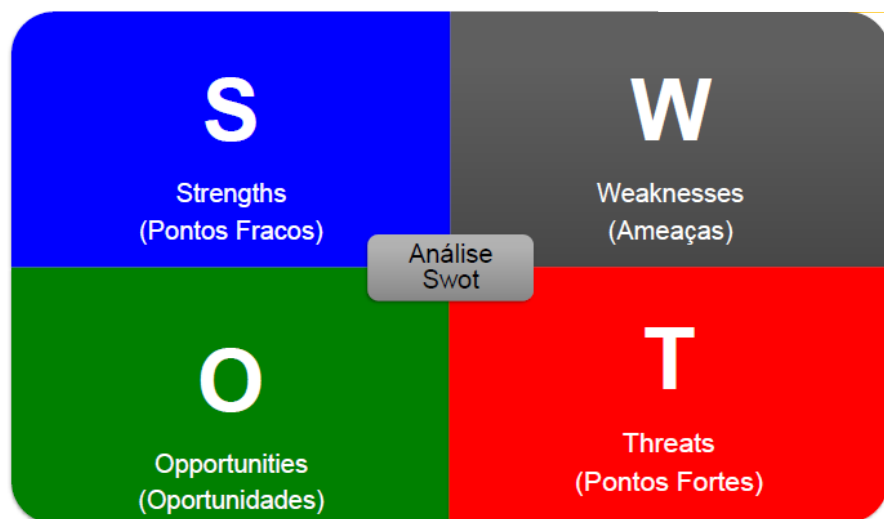 S
Strengths
(Pontos Fracos)
W
Weaknesses
(Ameaças)
Análise
Swot
O
Opportunities
(Oportunidades)
T
Threats
(Pontos Fortes)